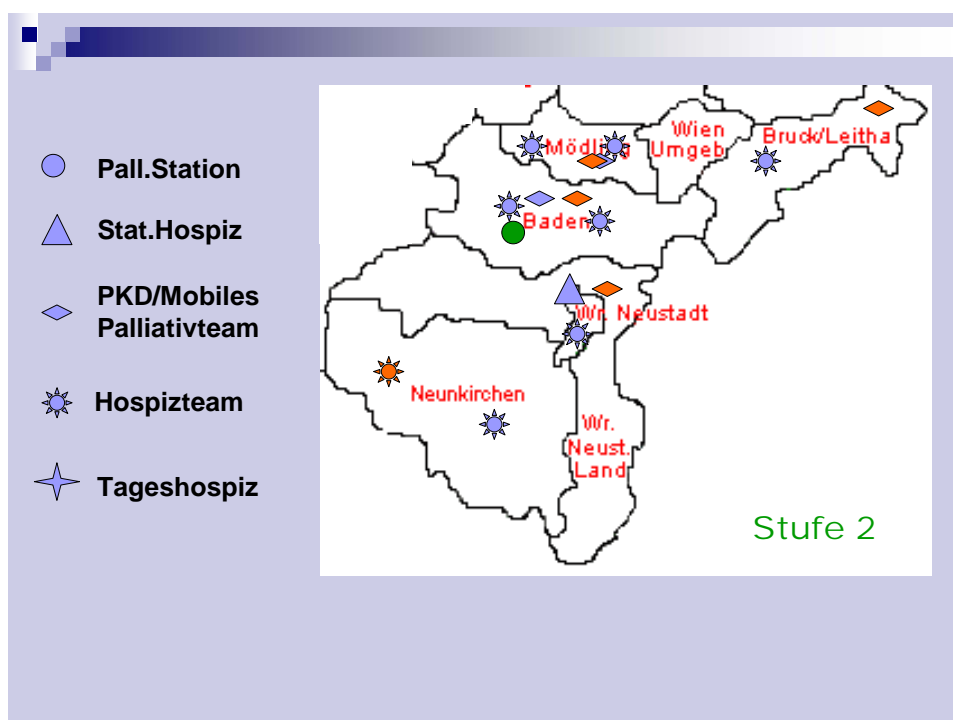 Pall.Station
Stat.Hospiz
PKD/Mobiles
Palliativteam
Hospizteam
Tageshospiz
Mödling
Wien
Umgeb
Bruck/Leitha
Baden
Wr. Neustadt
Neunkirchen
Wr.
Neust.
Land
Stufe 2